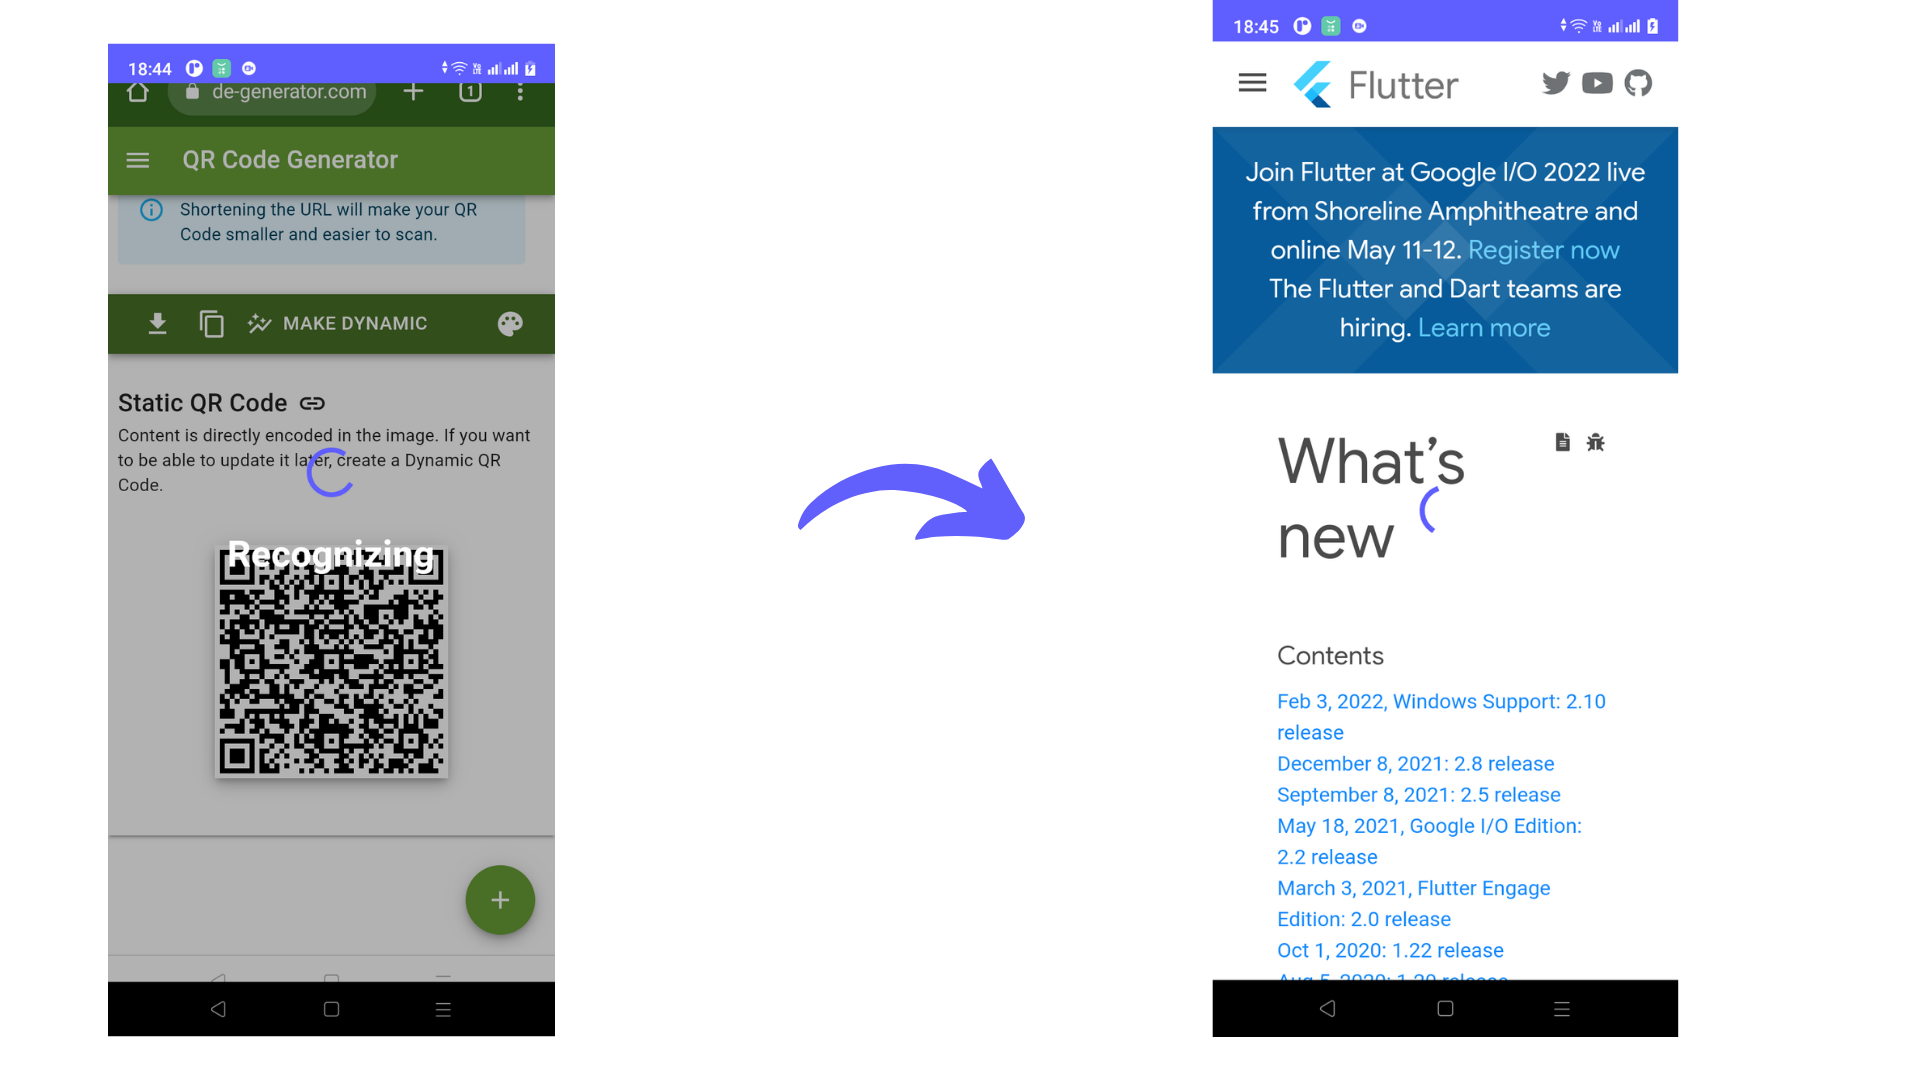 18:44
de-generator.com
1
QR Code Generator
Shortening the URL will make your QR
Code smaller and easier to scan.
MAKE DYNAMIC
Static QR Code
Content is directly encoded in the image. If you want
to be able to update it later, create a Dynamic QR
Code.
Recognizing
18:45
Flutter
Join Flutter at Google I/O 2022 live
from Shoreline Amphitheatre and
online May 11-12. Register now
The Flutter and Dart teams are
hiring. Learn more
What's
new
Contents
Feb 3, 2022, Windows Support: 2.10
release
December 8, 2021: 2.8 release
September 8, 2021: 2.5 release
May 18, 2021, Google I/O Edition:
2.2 release
March 3, 2021, Flutter Engage
Edition: 2.0 release
Oct 1, 2020: 1.22 release
Aug 5, 2020: 1.20 release